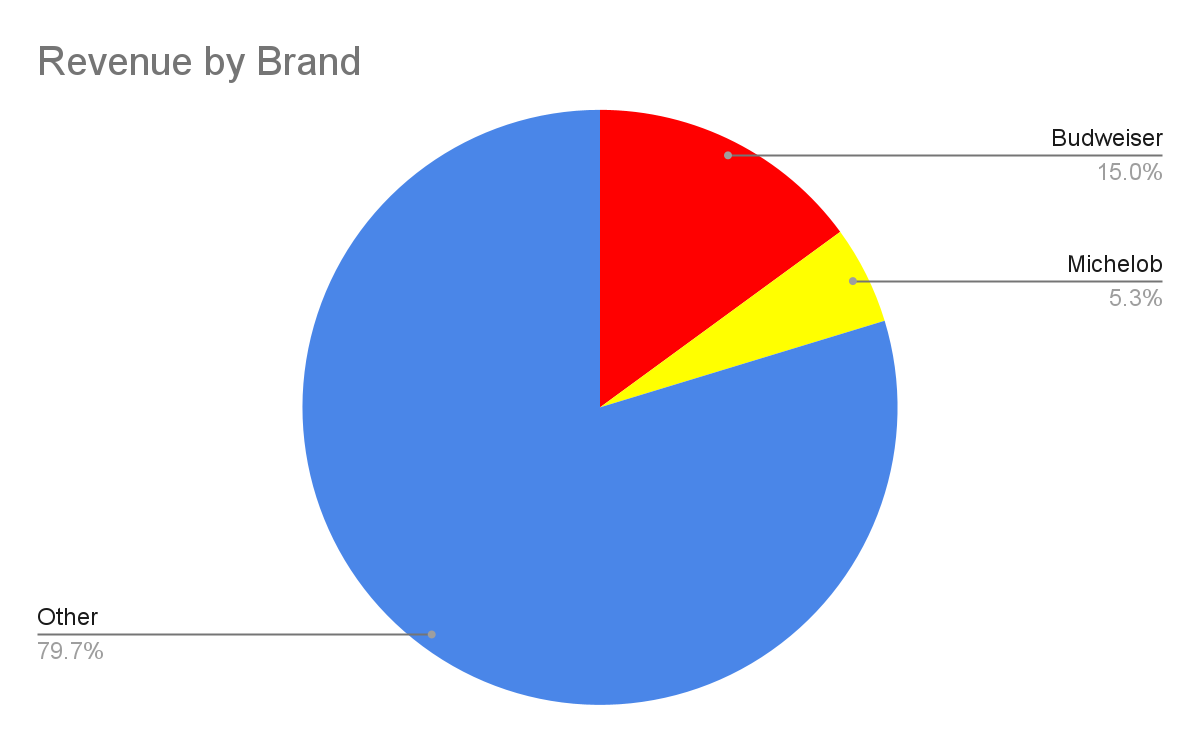 Revenue by Brand
Budweiser
15.0%
Michelob
5.3%
Other
79.7%